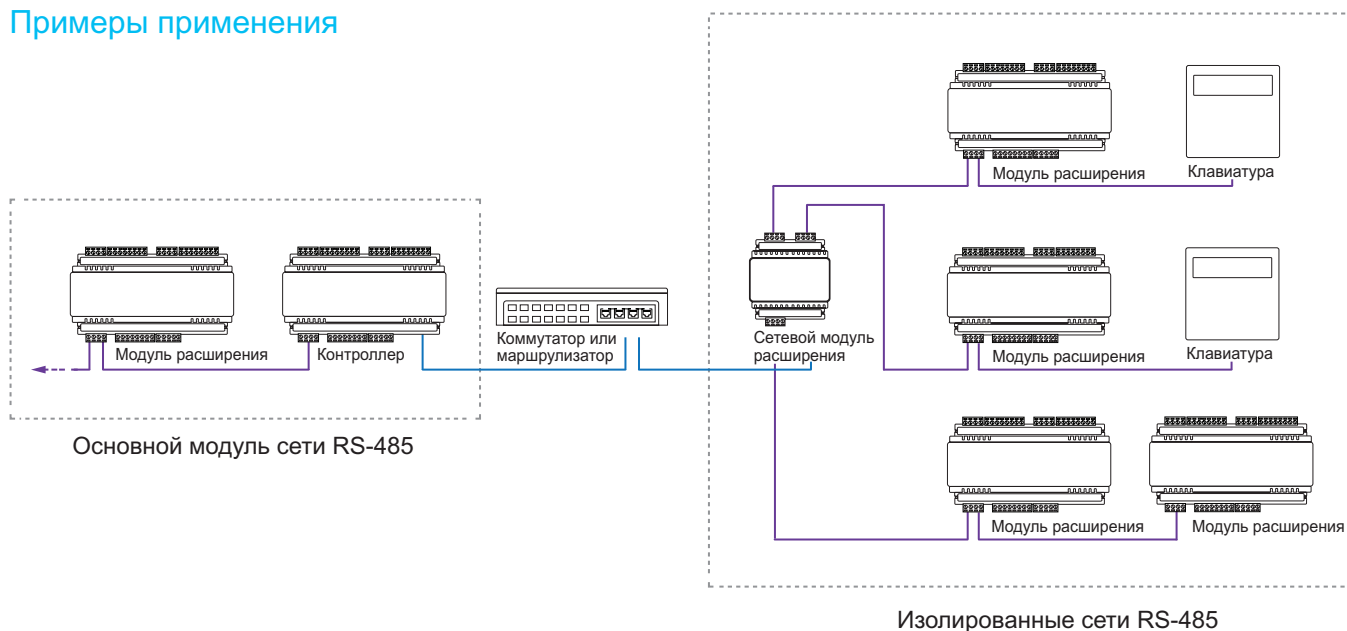 Примеры применения
Модуль расширения
Клавиатура
Модуль расширения
Контроллер
Коммутатор или
маршрулизатор
Сетевой модуль
расширения
Модуль расширения
Клавиатура
Основной модуль сети RS-485
Модуль расширения
Модуль расширения
Изолированные сети RS-485